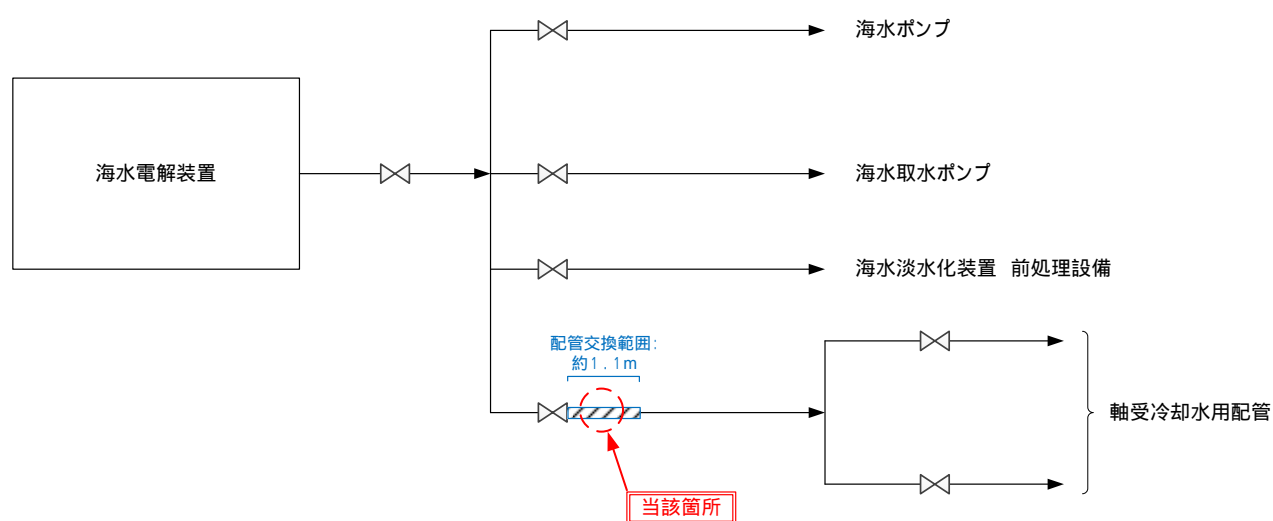 海水ポンプ
海水電解装置
海水取水ポンプ
海水淡水化装置 前処理設備
配管交換範囲:
約1.1m
軸受冷却水用配管
当該箇所